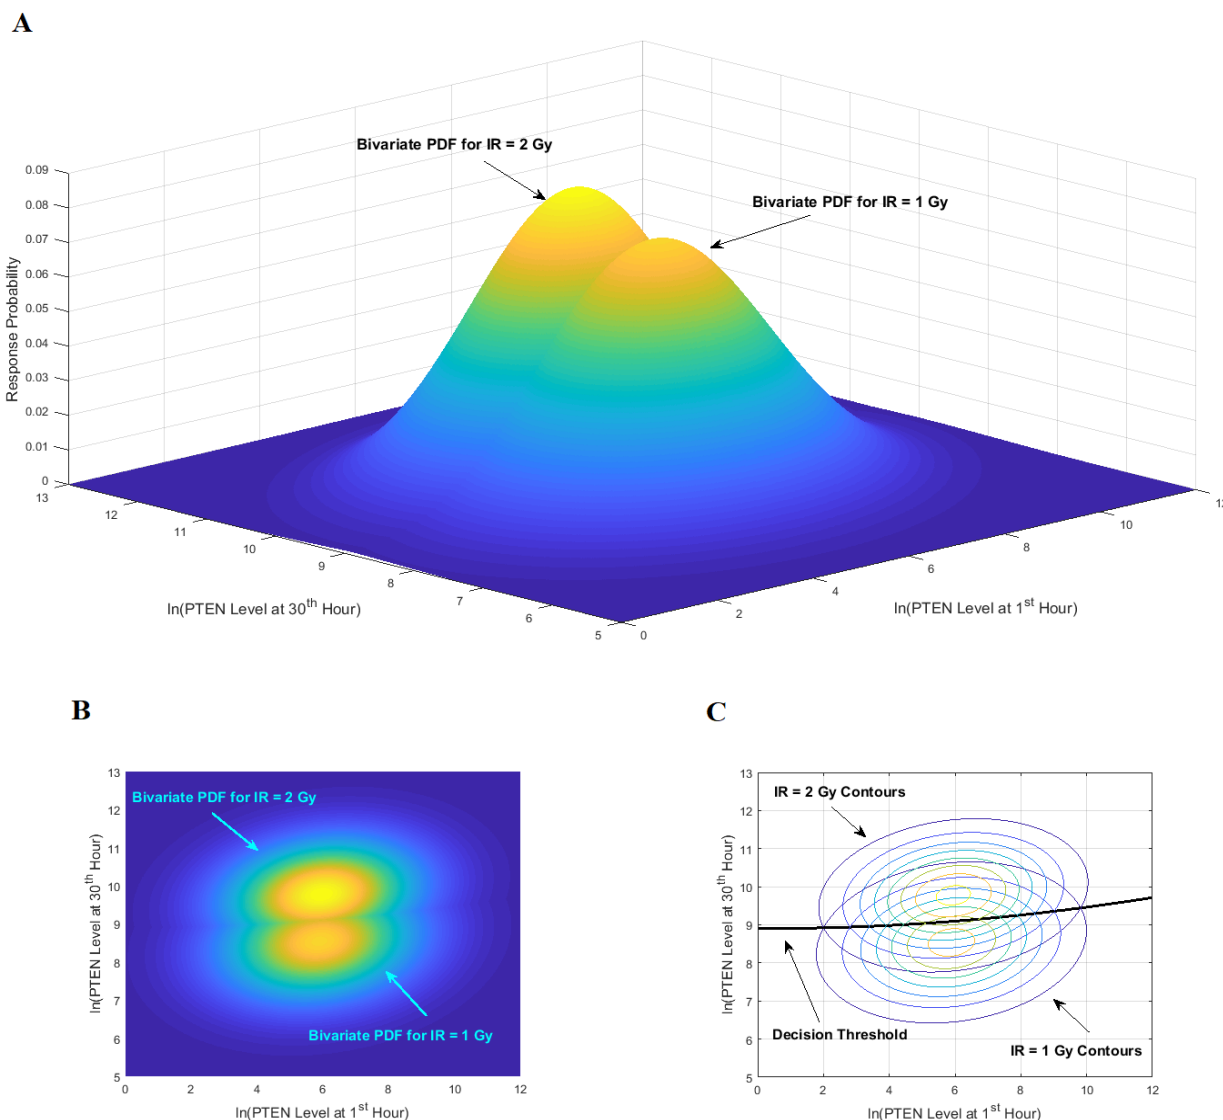 A
Bivariate PDF for IR = 2 Gy
Bivariate PDF for IR = 1 Gy
Response Probability
0.09
0.08
0.07
0.06
0.05
0.04
0.03
0.02
0.01
0
13
12
11
10
9
8
7
6
5
ln(PTEN Level at 30th Hour)
0
2
4
6
8
10
ln(PTEN Level at 1st Hour)
B
13
12
11
10
9
8
7
6
5
ln(PTEN Level at 30th Hour)
Bivariate PDF for IR = 2 Gy
Bivariate PDF for IR = 1 Gy
0 2 4 6 8 10 12
ln(PTEN Level at 1st Hour)
C
13
12
11
10
9
8
7
6
5
ln(PTEN Level at 30th Hour)
IR = 2 Gy Contours
Decision Threshold
IR = 1 Gy Contours
0 2 4 6 8 10 12
ln(PTEN Level at 1st Hour)